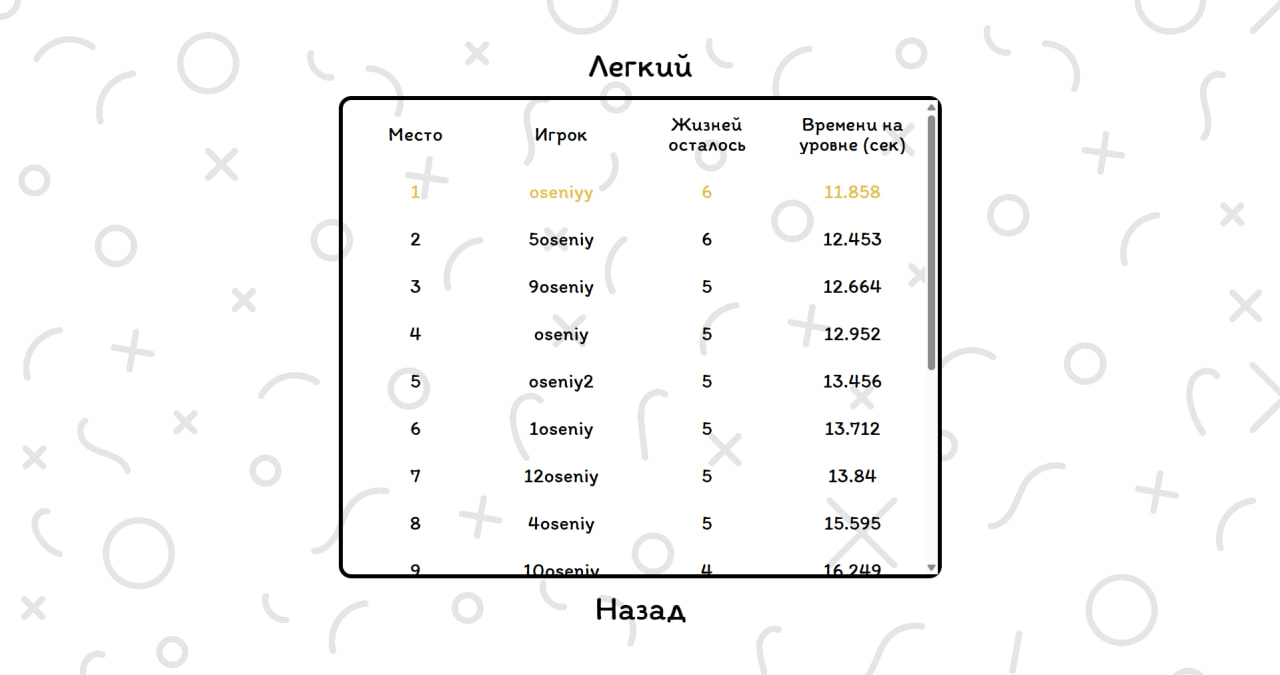 Легкий
Место Игрок Жизней осталось Времени на уровне (сек)
1 oseniyy 6 11.858
2 5oseniy 6 12.453
3 9oseniy 5 12.664
4 oseniy 5 12.952
5 oseniy2 5 13.456
6 1oseniy 5 13.712
7 12oseniy 5 13.84
8 4oseniy 5 15.595
9 10oseniy 4 16.249
Назад